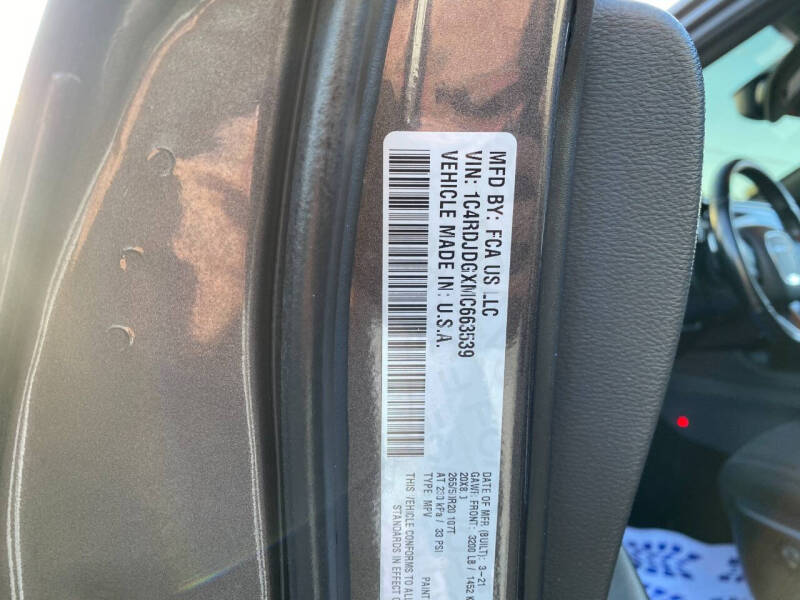 MFD BY: FCA US LLC
VIN: 1C4RDJDGXMC663539
VEHICLE MADE IN: U.S.A.
DATE OF MFR. (BUILT): 3-21
GAWR FRONT: 3200 LB / 1452
20X8.
265/50R20 107T
AT 230 kPa / 33 PSI
TYPE: MPV
PAINT
THIS VEHICLE CONFORMS TO ALL
STANDARDS IN EFFECT